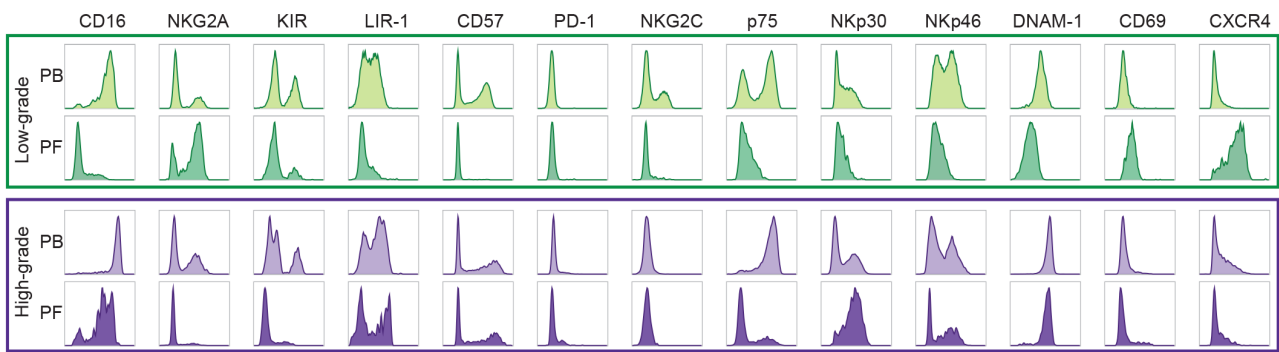 CD16 NKG2A KIR LIR-1 CD57 PD-1 NKG2C p75 NKp30 NKp46 DNAM-1 CD69 CXCR4
Low-grade
PB
PF
High-grade
PB
PF